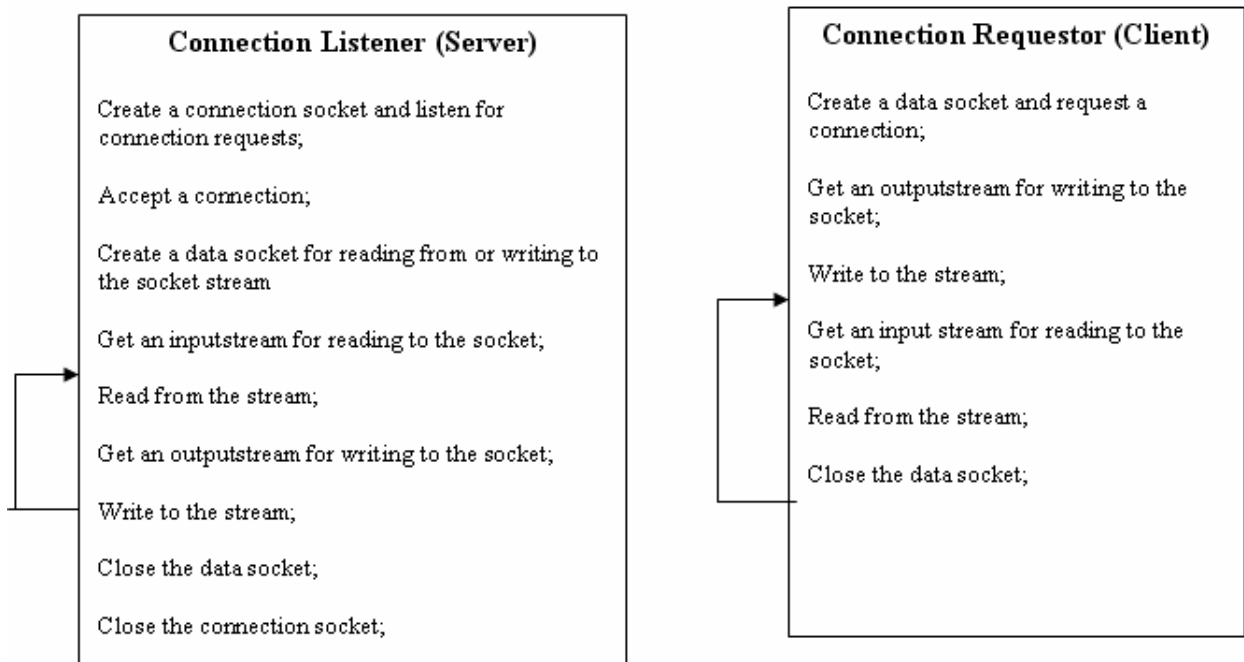 Connection Listener (Server)
Create a connection socket and listen for
connection requests;
Accept a connection;
Create a data socket for reading from or writing to
the socket stream
Get an inputstream for reading to the socket;
Read from the stream;
Get an outputstream for writing to the socket;
Write to the stream;
Close the data socket;
Close the connection socket;
Connection Requestor (Client)
Create a data socket and request a
connection;
Get an outputstream for writing to the
socket;
Write to the stream;
Get an input stream for reading to the
socket;
Read from the stream;
Close the data socket;